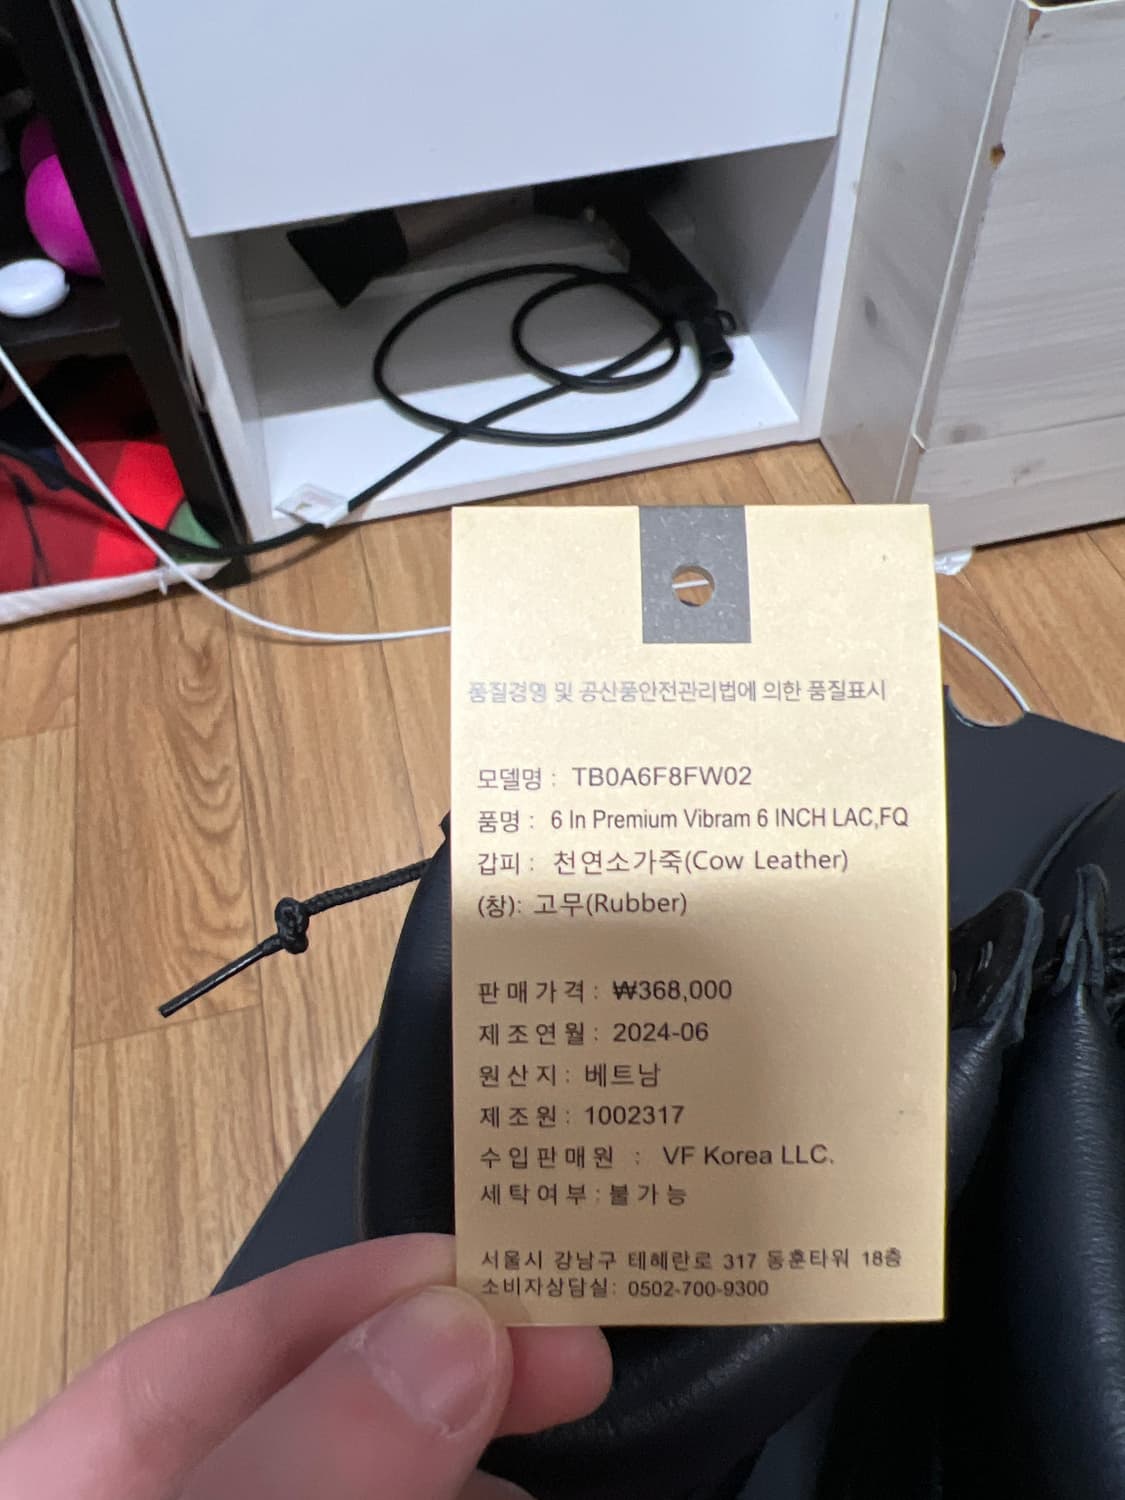 품질경영 및 공산품안전관리법에 의한 품질표시
모델명 : TB0A6F8FW02
품명 : 6 In Premium Vibram 6 INCH LAC,FQ
갑피 : 천연소가죽(Cow Leather)
(창): 고무(Rubber)
판매가격 : ₩368,000
제조연월 : 2024-06
원산지 : 베트남
제조원 : 1002317
수입판매원 : VF Korea LLC.
세탁여부 : 불가능
서울시 강남구 테헤란로 317 동훈타워 18층
소비자상담실: 0502-700-9300